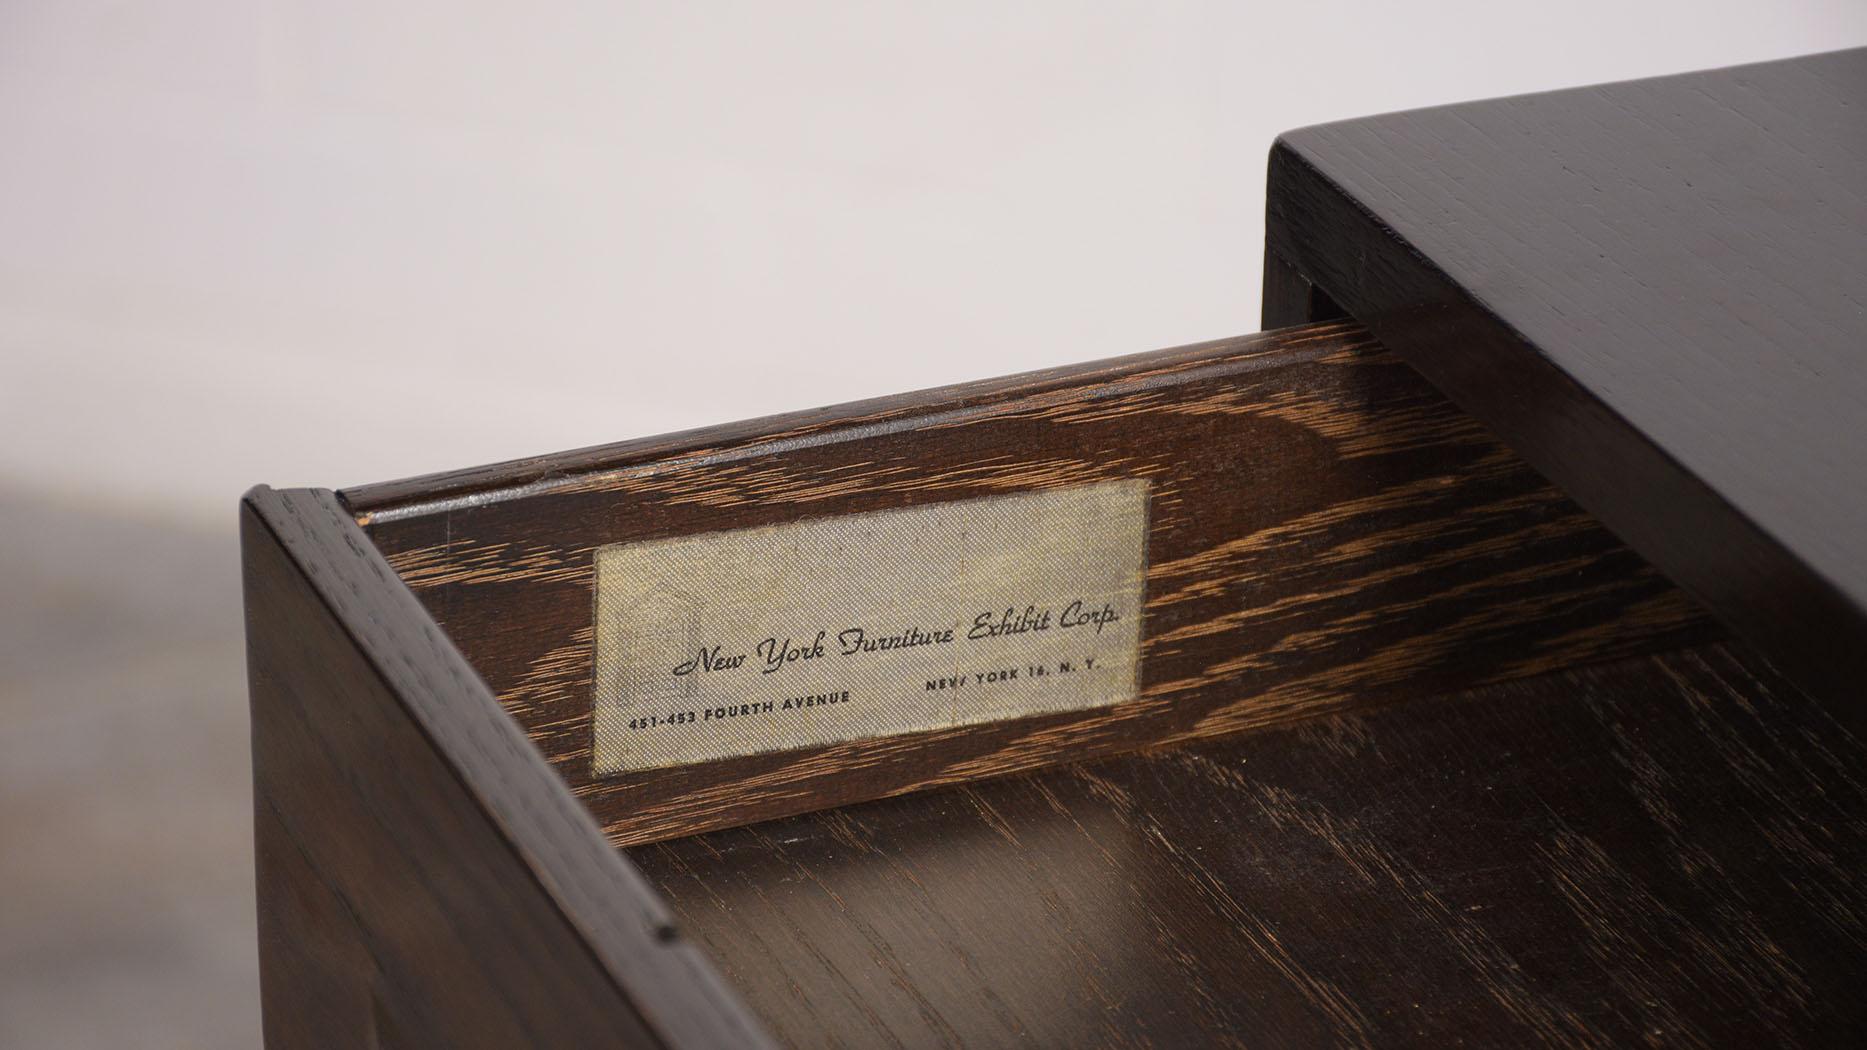 New York Furniture Exhibit Corp.
451-453 FOURTH AVENUE NEW YORK 16, N. Y.